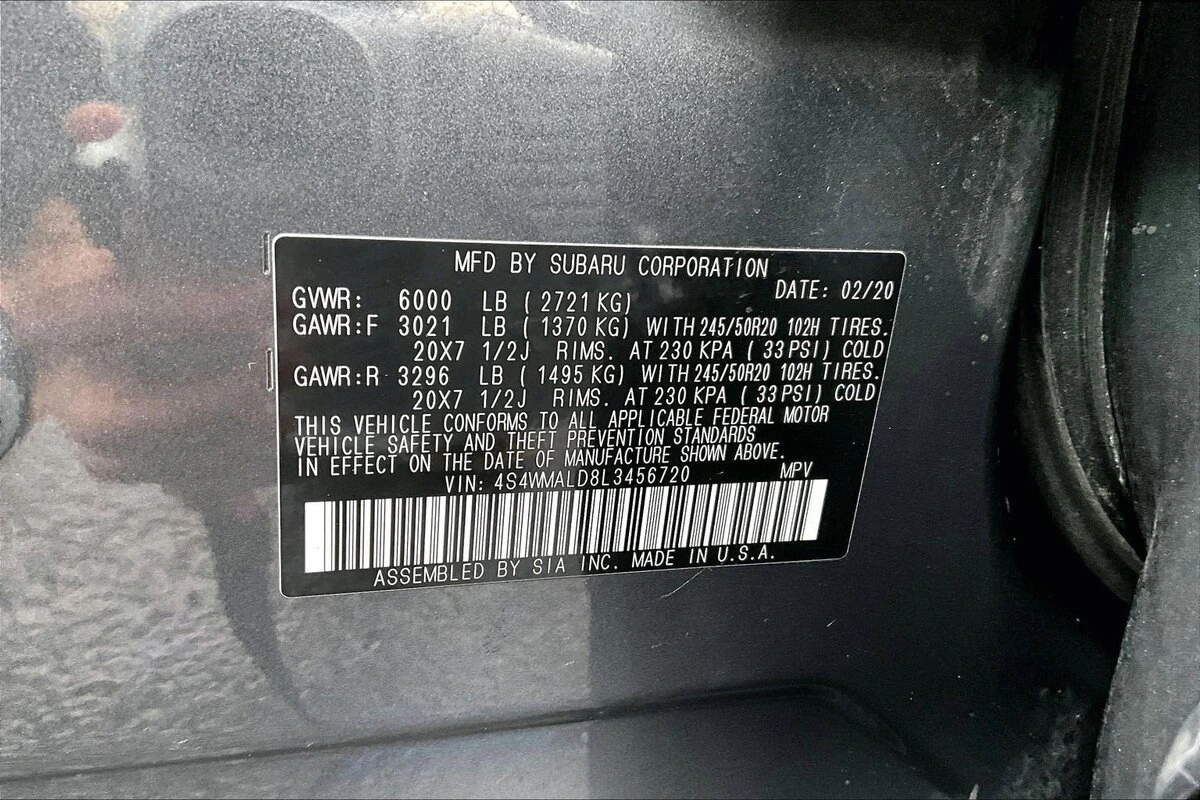 MFD BY SUBARU CORPORATION
DATE: 02/20
GVWR: 6000 LB ( 2721 KG)
GAWR:F 3021 LB ( 1370 KG) WITH 245/50R20 102H TIRES.
20X7 1/2J RIMS. AT 230 KPA ( 33 PSI) COLD
GAWR:R 3296 LB ( 1495 KG) WITH 245/50R20 102H TIRES.
20X7 1/2J RIMS. AT 230 KPA ( 33 PSI) COLD
THIS VEHICLE CONFORMS TO ALL APPLICABLE FEDERAL MOTOR
VEHICLE SAFETY AND THEFT PREVENTION STANDARDS
IN EFFECT ON THE DATE OF MANUFACTURE SHOWN ABOVE.
VIN: 4S4WMALD8L3456720 MPV
ASSEMBLED BY SIA INC. MADE IN U.S.A.